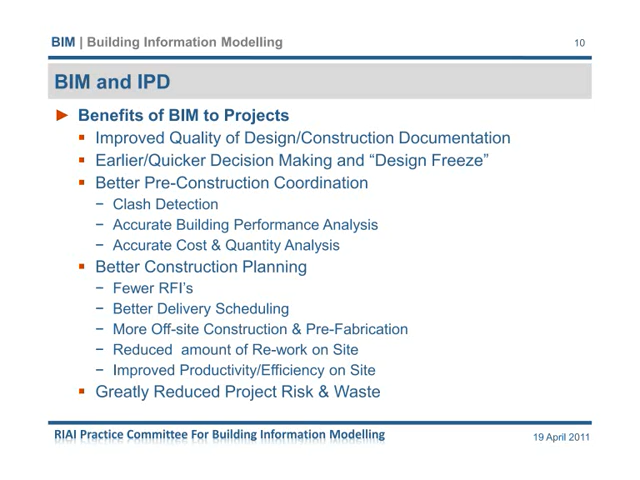 BIM | Building Information Modelling
10
BIM and IPD
► Benefits of BIM to Projects
▪ Improved Quality of Design/Construction Documentation
▪ Earlier/Quicker Decision Making and “Design Freeze”
▪ Better Pre-Construction Coordination
− Clash Detection
− Accurate Building Performance Analysis
− Accurate Cost & Quantity Analysis
▪ Better Construction Planning
− Fewer RFI’s
− Better Delivery Scheduling
− More Off-site Construction & Pre-Fabrication
− Reduced  amount of Re-work on Site
− Improved Productivity/Efficiency on Site
▪ Greatly Reduced Project Risk & Waste
RIAI Practice Committee For Building Information Modelling
19 April 2011